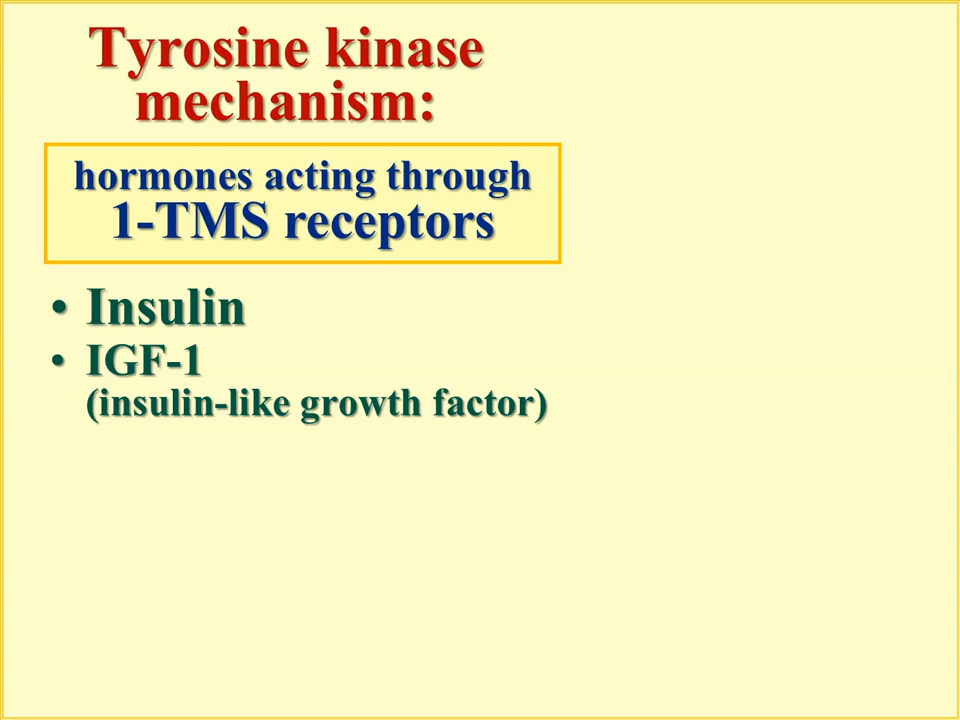 Tyrosine kinase
mechanism:
hormones acting through
1-TMS receptors
• Insulin
• IGF-1
(insulin-like growth factor)